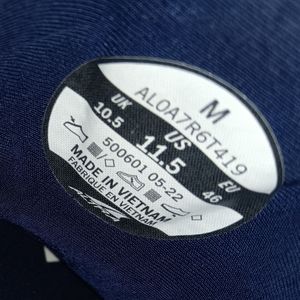 M
AL0A7R6T419
UK US EU
10.5 11.5 46
500601 05-22
MADE IN VIETNAM
FABRIQUE EN VIETNAM